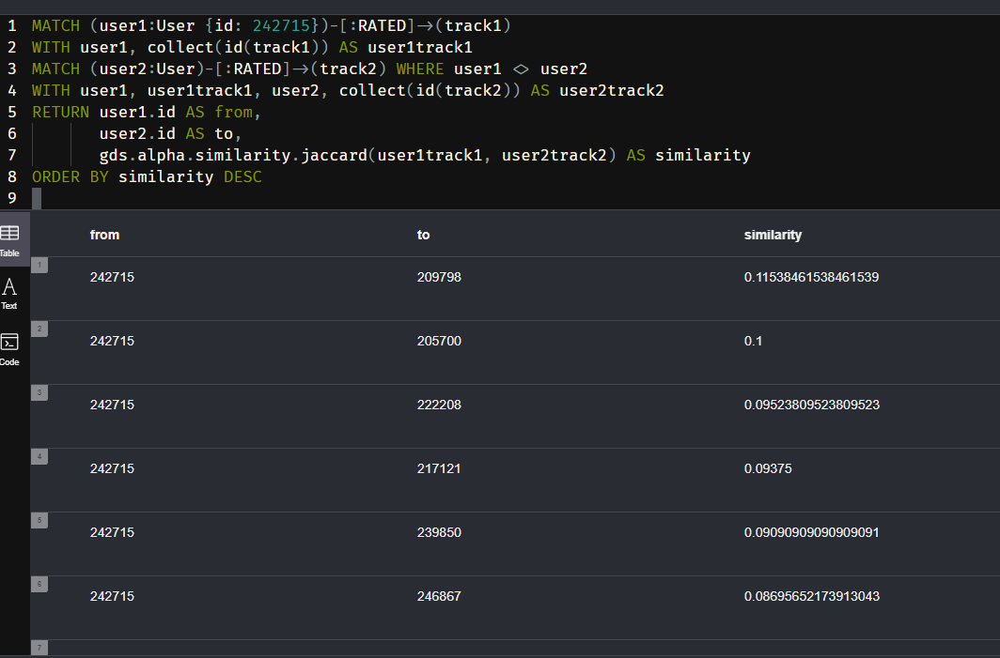 1 MATCH (user1:User {id: 242715})-[:RATED]->(track1)
2 WITH user1, collect(id(track1)) AS user1track1
3 MATCH (user2:User)-[:RATED]->(track2) WHERE user1 <> user2
4 WITH user1, user1track1, user2, collect(id(track2)) AS user2track2
5 RETURN user1.id AS from,
6 user2.id AS to,
7 gds.alpha.similarity.jaccard(user1track1, user2track2) AS similarity
8 ORDER BY similarity DESC
9
Table
Text
Code
from to similarity
1 242715 209798 0.11538461538461539
2 242715 205700 0.1
3 242715 222208 0.09523809523809523
4 242715 217121 0.09375
5 242715 239850 0.09090909090909091
6 242715 246867 0.08695652173913043
7